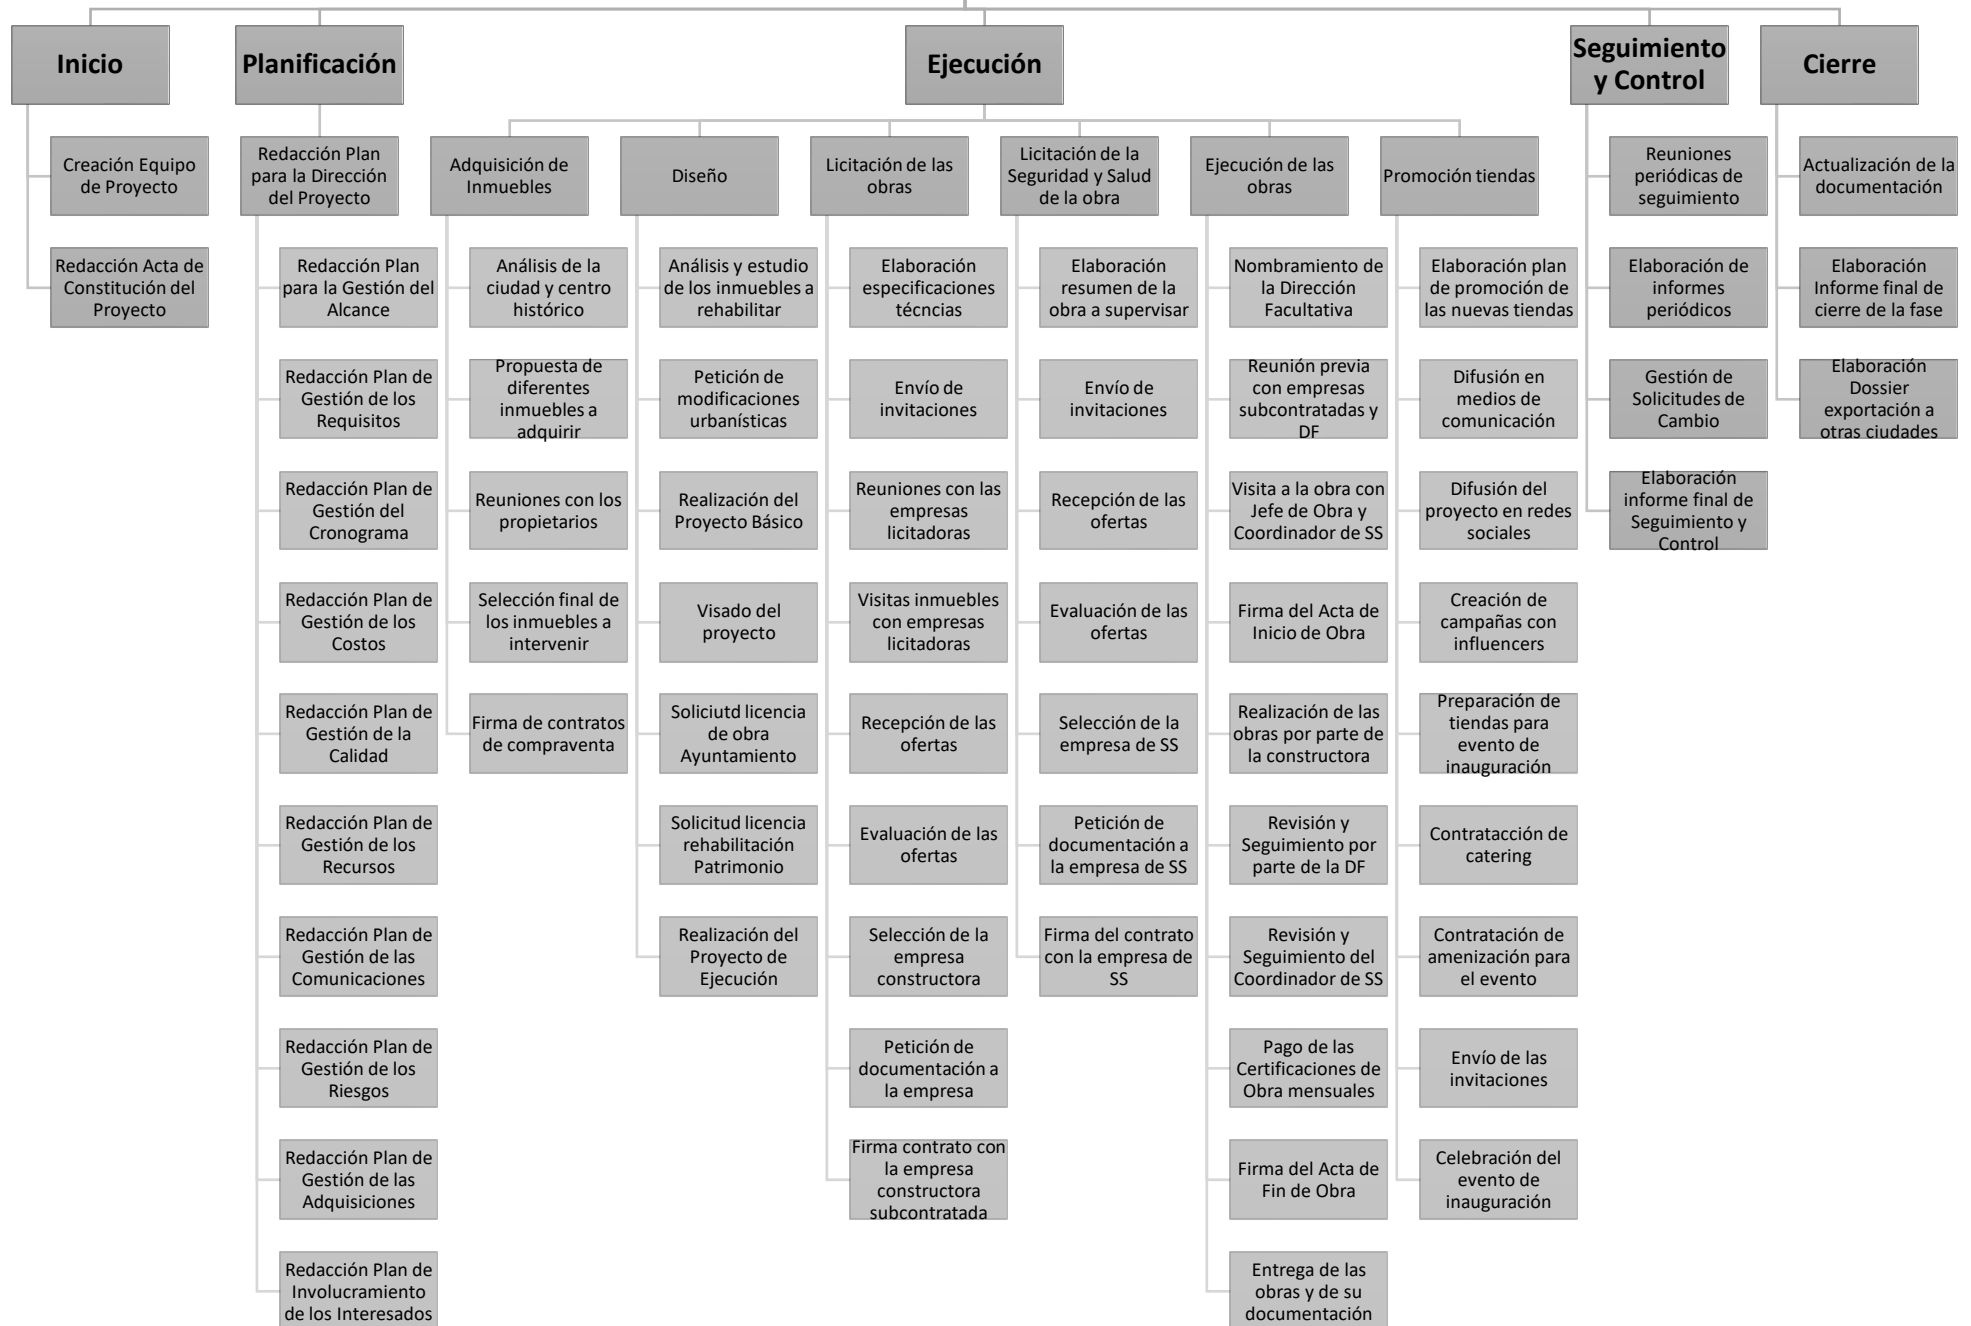 Inicio
Creación Equipo
de Proyecto
Redacción Acta de
Constitución del
Proyecto
Planificación
Redacción Plan
para la Dirección
del Proyecto
Redacción Plan
para la Gestión del
Alcance
Redacción Plan de
Gestión de los
Requisitos
Redacción Plan de
Gestión del
Cronograma
Redacción Plan de
Gestión de los
Costos
Redacción Plan de
Gestión de la
Calidad
Redacción Plan de
Gestión de los
Recursos
Redacción Plan de
Gestión de las
Comunicaciones
Redacción Plan de
Gestión de los
Riesgos
Redacción Plan de
Gestión de las
Adquisiciones
Redacción Plan de
Involucramiento
de los Interesados
Ejecución
Adquisición de
Inmuebles
Análisis de la
ciudad y centro
histórico
Propuesta de
diferentes
inmuebles a
adquirir
Reuniones con los
propietarios
Selección final de
los inmuebles a
intervenir
Firma de contratos
de compraventa
Diseño
Análisis y estudio
de los inmuebles a
rehabilitar
Petición de
modificaciones
urbanísticas
Realización del
Proyecto Básico
Visado del
proyecto
Soliciutd licencia
de obra
Ayuntamiento
Solicitud licencia
rehabilitación
Patrimonio
Realización del
Proyecto de
Ejecución
Licitación de las
obras
Elaboración
especificaciones
técncias
Envío de
invitaciones
Reuniones con las
empresas
licitadoras
Visitas inmuebles
con empresas
licitadoras
Recepción de las
ofertas
Evaluación de las
ofertas
Selección de la
empresa
constructora
Petición de
documentación a
la empresa
Firma contrato con
la empresa
constructora
subcontratada
Licitación de la
Seguridad y Salud
de la obra
Elaboración
resumen de la
obra a supervisar
Envío de
invitaciones
Recepción de las
ofertas
Evaluación de las
ofertas
Selección de la
empresa de SS
Petición de
documentación a
la empresa de SS
Firma del contrato
con la empresa de
SS
Ejecución de las
obras
Nombramiento de
la Dirección
Facultativa
Reunión previa
con empresas
subcontratadas y
DF
Visita a la obra con
Jefe de Obra y
Coordinador de SS
Firma del Acta de
Inicio de Obra
Realización de las
obras por parte de
la constructora
Revisión y
Seguimiento por
parte de la DF
Revisión y
Seguimiento del
Coordinador de SS
Pago de las
Certificaciones de
Obra mensuales
Firma del Acta de
Fin de Obra
Entrega de las
obras y de su
documentación
Promoción tiendas
Elaboración plan
de promoción de
las nuevas tiendas
Difusión en
medios de
comunicación
Difusión del
proyecto en redes
sociales
Creación de
campañas con
influencers
Preparación de
tiendas para
evento de
inauguración
Contratacción de
catering
Contratación de
amenización para
el evento
Envío de las
invitaciones
Celebración del
evento de
inauguración
Seguimiento
y Control
Reuniones
periódicas de
seguimiento
Elaboración de
informes
periódicos
Gestión de
Solicitudes de
Cambio
Elaboración
informe final de
Seguimiento y
Control
Cierre
Actualización de la
documentación
Elaboración
Informe final de
cierre de la fase
Elaboración
Dossier
exportación a
otras ciudades